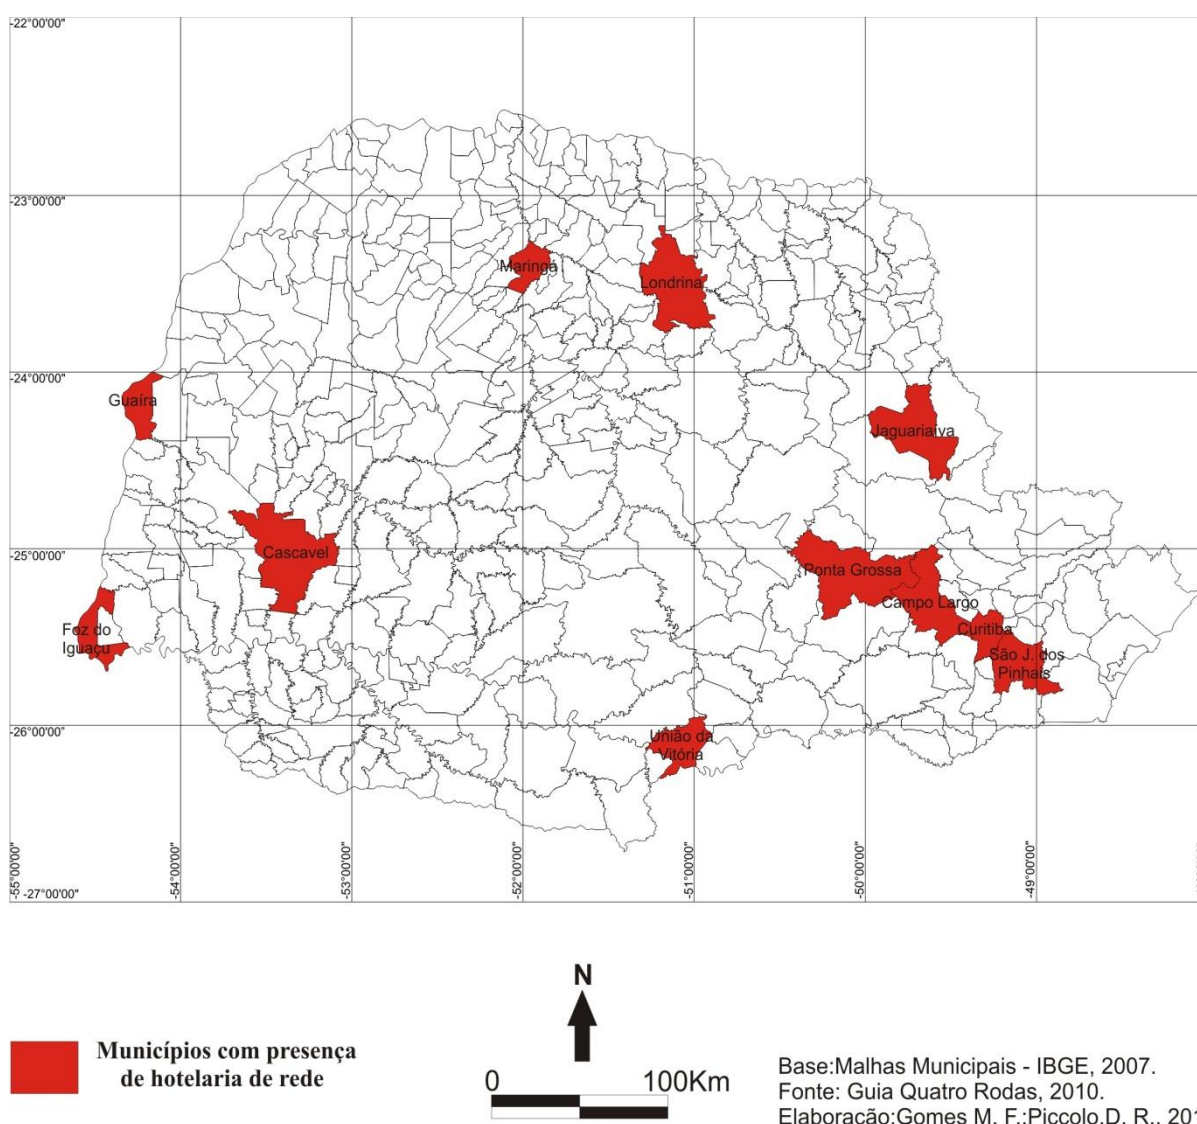 -22°00'00"
-23°00'00"
Maringá
Londrina
-24°00'00"
Guaíra
Jaguariaíva
-25°00'00"
Cascavel
Ponta Grossa
Campo Largo
Foz do
Iguaçu
Curitiba
São J. dos
Pinhais
-26°00'00"
União da
Vitória
-55°00'00"
-27°00'00"
-54°00'00"
-53°00'00"
-52°00'00"
-51°00'00"
-50°00'00"
-49°00'00"
N
Municípios com presença
de hotelaria de rede
0 100Km
Base:Malhas Municipais - IBGE, 2007.
Fonte: Guia Quatro Rodas, 2010.
Elaboração:Gomes M. F.;Piccolo.D. R.,